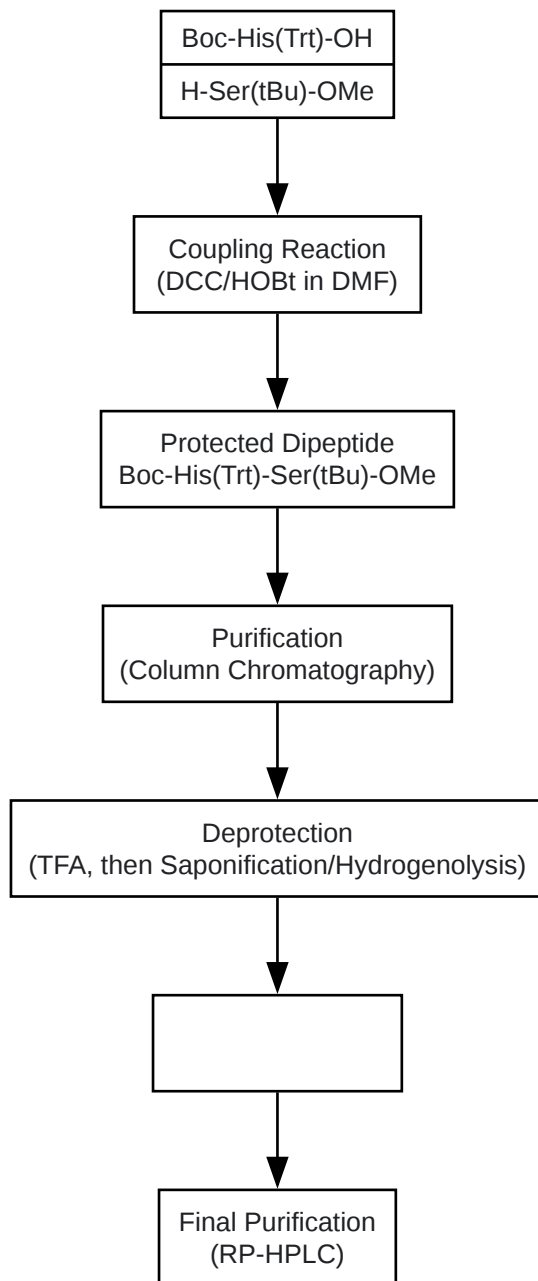 Boc-His(Trt)-OH
H-Ser(tBu)-OMe
Coupling Reaction
(DCC/HOBt in DMF)
Protected Dipeptide
Boc-His(Trt)-Ser(tBu)-OMe
Purification
(Column Chromatography)
Deprotection
(TFA, then Saponification/Hydrogenolysis)
Final Purification
(RP-HPLC)